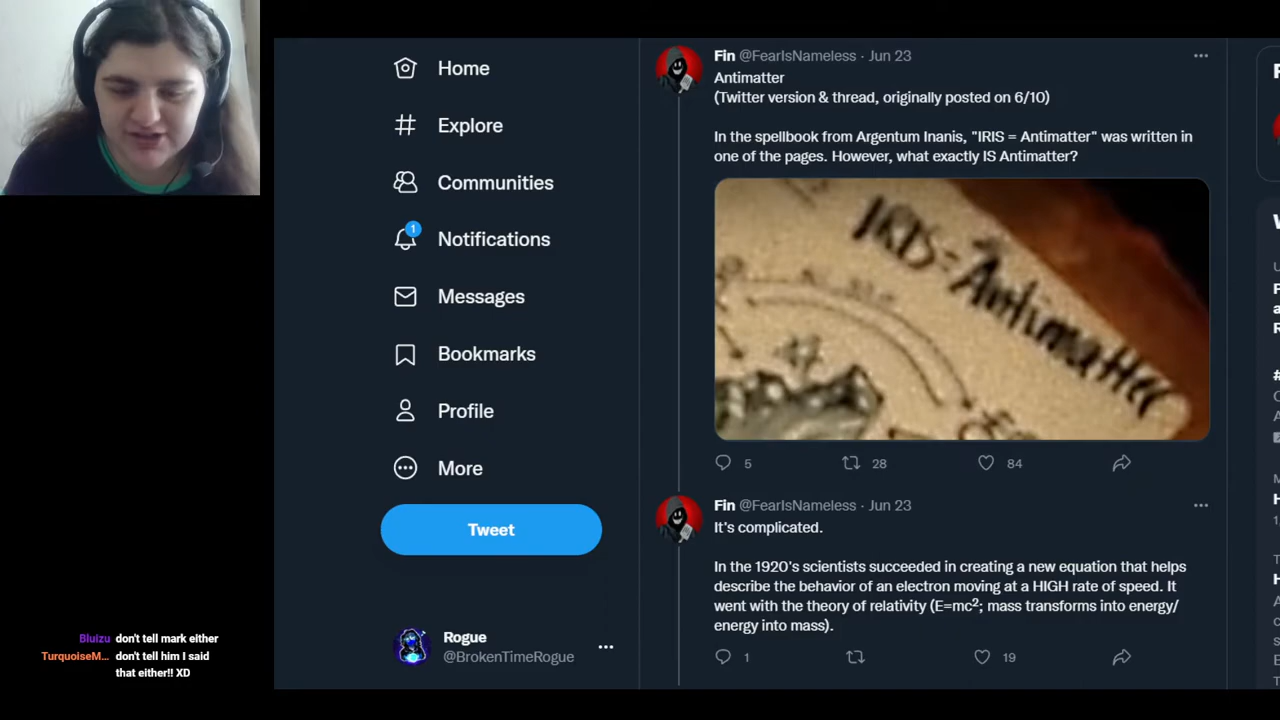 Home
Explore
Communities
1
Notifications
Messages
Bookmarks
Profile
More
Tweet
Rogue
@BrokenTimeRogue
Bluizu don't tell mark either
TurquoiseM... don't tell him I said
that either!! XD
Fin @FearIsNameless · Jun 23
Antimatter
(Twitter version & thread, originally posted on 6/10)
In the spellbook from Argentum Inanis, "IRIS = Antimatter" was written in
one of the pages. However, what exactly IS Antimatter?
IRIS = Antimatter
5 28 84
Fin @FearIsNameless · Jun 23
It's complicated.
In the 1920's scientists succeeded in creating a new equation that helps
describe the behavior of an electron moving at a HIGH rate of speed. It
went with the theory of relativity (E=mc²; mass transforms into energy/
energy into mass).
1 19